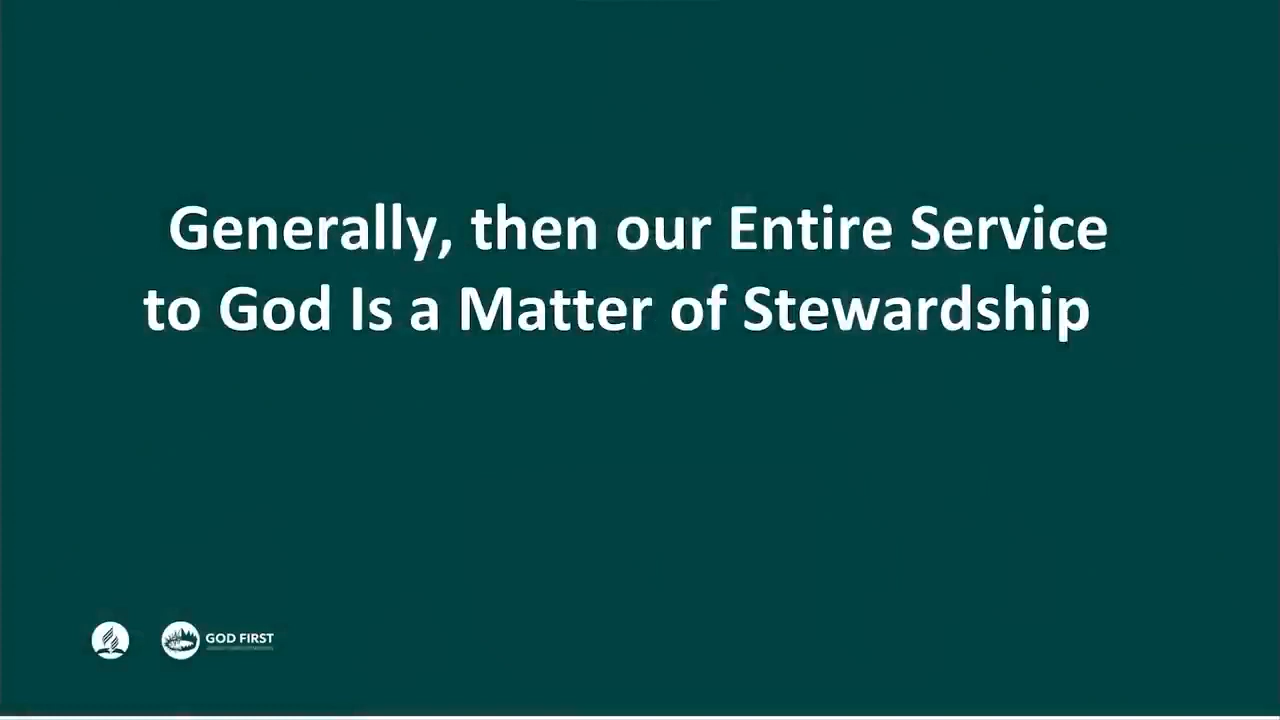 Generally, then our Entire Service
to God Is a Matter of Stewardship
GOD FIRST